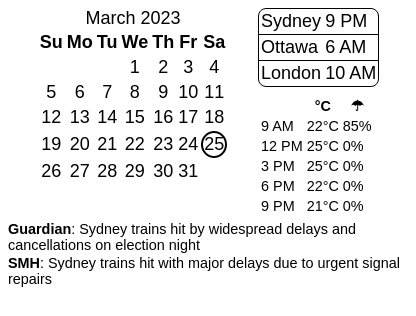 March 2023
Su Mo Tu We Th Fr Sa
1 2 3 4
5 6 7 8 9 10 11
12 13 14 15 16 17 18
19 20 21 22 23 24 25
26 27 28 29 30 31
Sydney 9 PM
Ottawa 6 AM
London 10 AM
°C ☂
9 AM 22°C 85%
12 PM 25°C 0%
3 PM 25°C 0%
6 PM 22°C 0%
9 PM 21°C 0%
Guardian: Sydney trains hit by widespread delays and
cancellations on election night
SMH: Sydney trains hit with major delays due to urgent signal
repairs